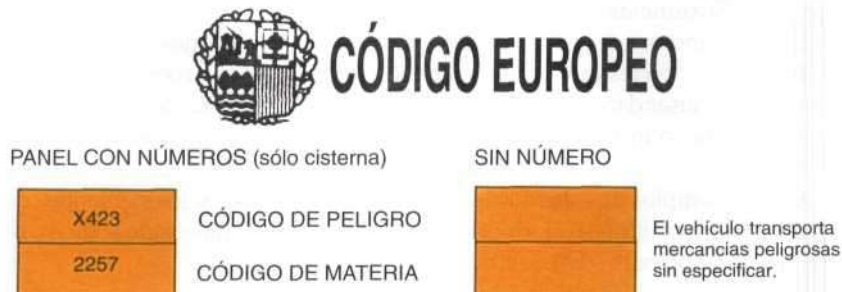 CÓDIGO EUROPEO
PANEL CON NÚMEROS (sólo cisterna)
SIN NÚMERO
X423
CÓDIGO DE PELIGRO
2257
CÓDIGO DE MATERIA
El vehículo transporta
mercancias peligrosas
sin especificar.